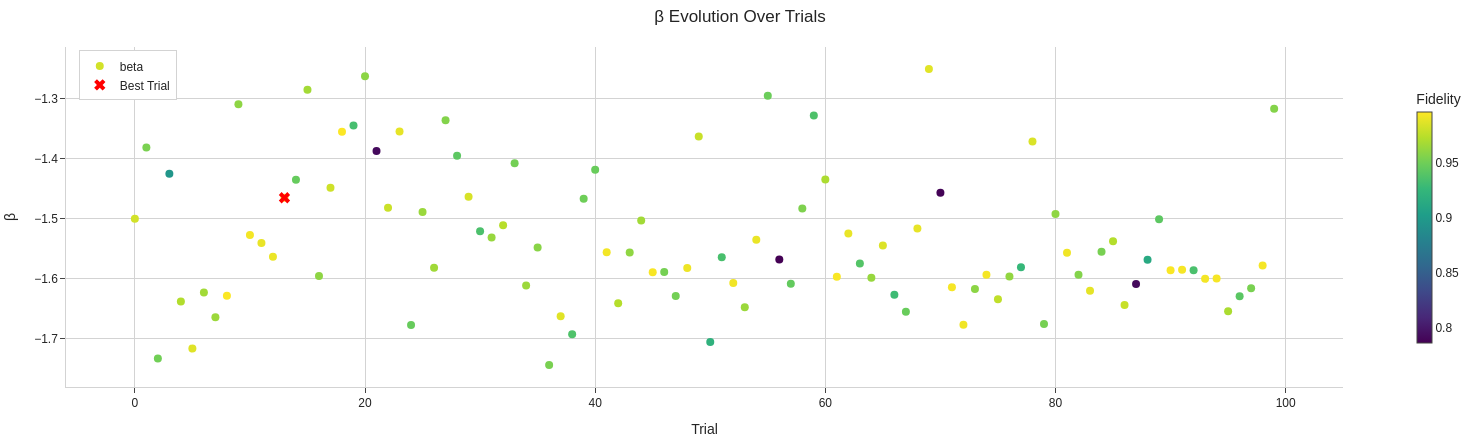 β Evolution Over Trials
beta
Best Trial
β
−1.3
−1.4
−1.5
−1.6
−1.7
0 20 40 60 80 100
Trial
Fidelity
0.95
0.9
0.85
0.8